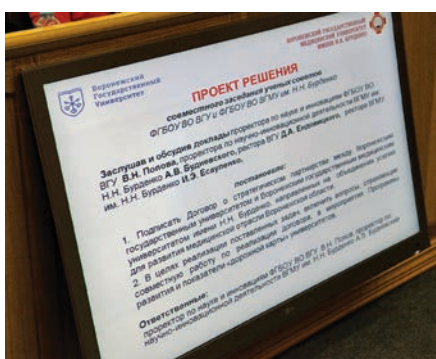 Воронежский
Государственный
Университет
ВОРОНЕЖСКИЙ ГОСУДАРСТВЕННЫЙ
МЕДИЦИНСКИЙ УНИВЕРСИТЕТ
ИМЕНИ Н.Н. БУРДЕНКО
ПРОЕКТ РЕШЕНИЯ
совместного заседания ученых советов
ФГБОУ ВО ВГУ и ФГБОУ ВО ВГМУ им. Н.Н. Бурденко
Заслушав и обсудив доклады проректора по науке и инновациям ФГБОУ ВО
ВГУ В.Н. Попова, проректора по научно-инновационной деятельности ВГМУ им.
Н.Н. Бурденко А.В. Будневского, ректора ВГУ Д.А. Ендовицкого, ректора ВГМУ
им. Н.Н. Бурденко И.Э. Есауленко,
постановили:
1. Подписать Договор о стратегическом партнерстве между Воронежским
государственным университетом и Воронежским государственным медицинским
университетом имени Н.Н. Бурденко, направленный на объединение усилий
для развития медицинской отрасли Воронежской области.
2. В целях реализации поставленных задач, включить вопросы, отражающие
совместную работу по реализации договора, в мероприятия Программы
развития и показатели «дорожной карты» университетов.
Ответственные:
проректор по науке и инновациям ФГБОУ ВО ВГУ В.Н. Попов, проректор по
научно-инновационной деятельности ВГМУ им. Н.Н. Бурденко А.В. Будневский